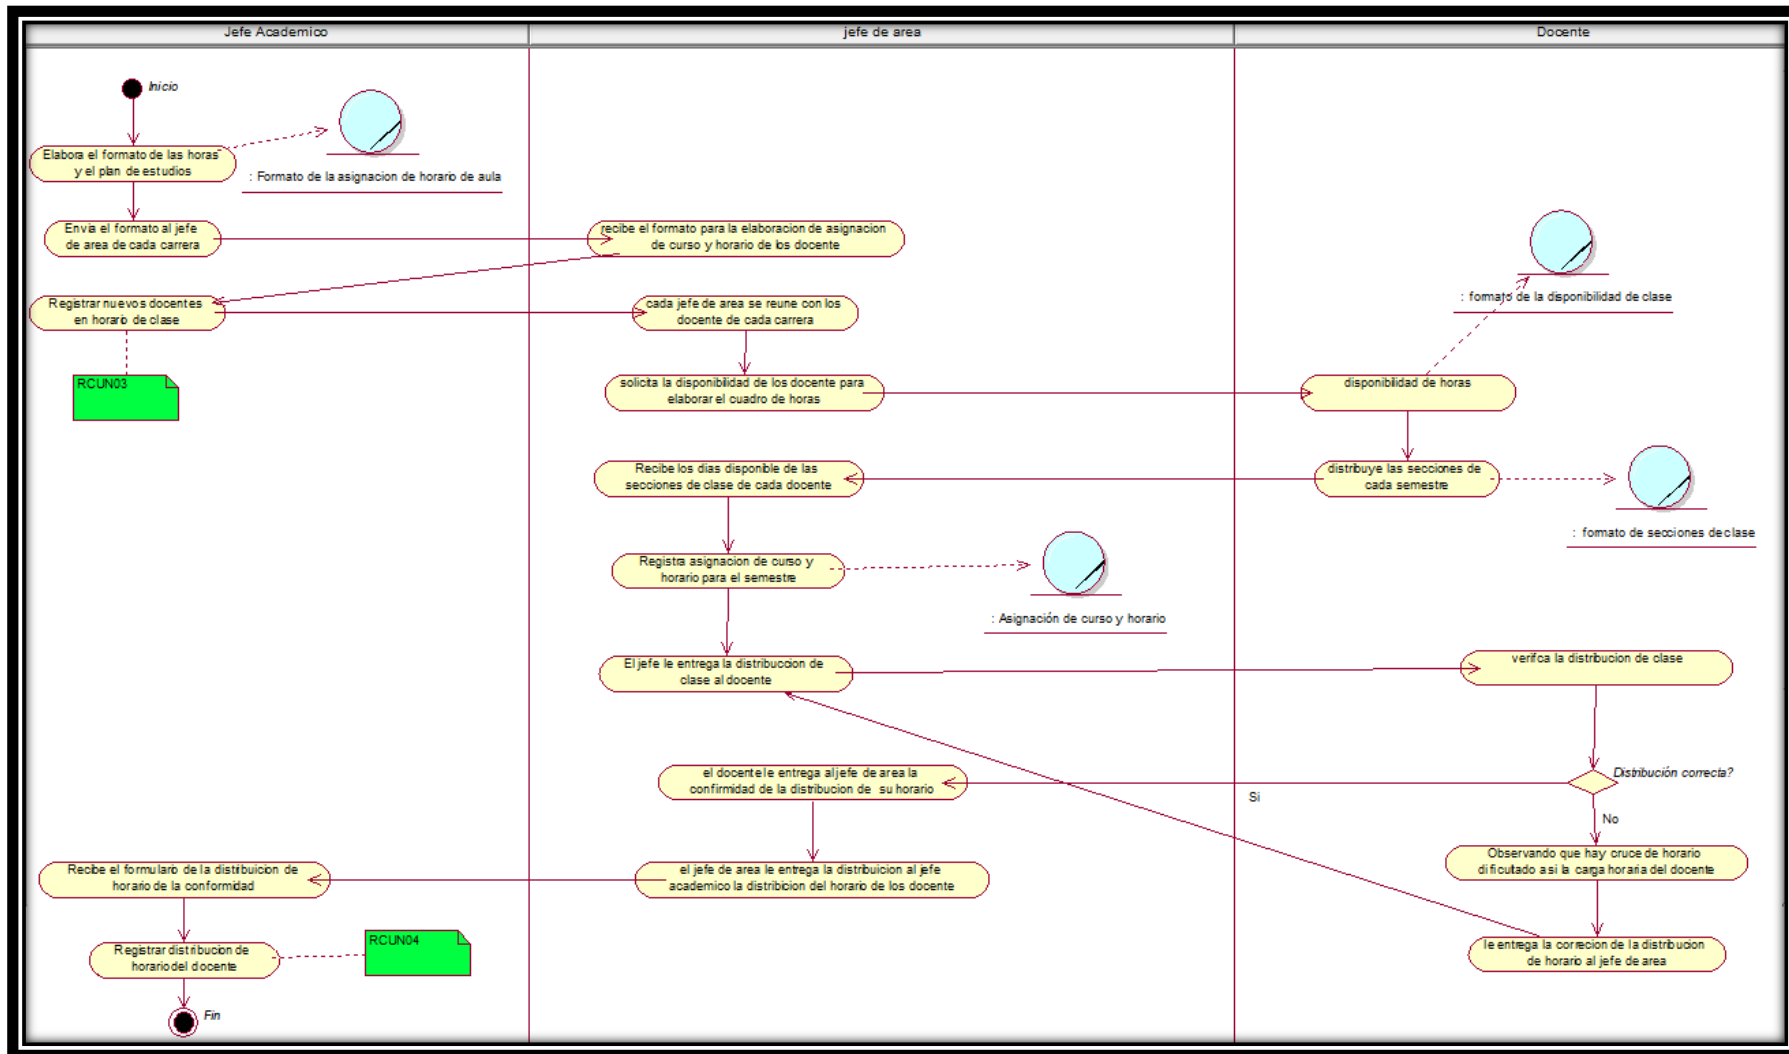 Jefe Academico
jefe de area
Docente
Inicio
Elabora el formato de las horas
y el plan de estudios
: Formato de la asignacion de horario de aula
Envia el formato al jefe
de area de cada carrera
recibe el formato para la elaboracion de asignacion
de curso y horario de los docente
: formato de la disponibilidad de clase
Registrar nuevos docentes
en horario de clase
cada jefe de area se reune con los
docente de cada carrera
RCUN03
solicita la disponibilidad de los docente para
elaborar el cuadro de horas
disponibilidad de horas
Recibe los dias disponible de las
secciones de clase de cada docente
distribuye las secciones de
cada semestre
: formato de secciones de clase
Registra asignacion de curso y
horario para el semestre
: Asignación de curso y horario
El jefe le entrega la distribuccion de
clase al docente
verifca la distribucion de clase
el docente le entrega al jefe de area la
confirmidad de la distribucion de su horario
Distribución correcta?
Si
No
Observando que hay cruce de horario
dificultado asi la carga horaria del docente
Recibe el formulario de la distibuicion de
horario de la conformidad
el jefe de area le entrega la distribuicion al jefe
academico la distribicion del horario de los docente
le entrega la correcion de la distribucion
de horario al jefe de area
Registrar distribucion de
horario del docente
RCUN04
Fin